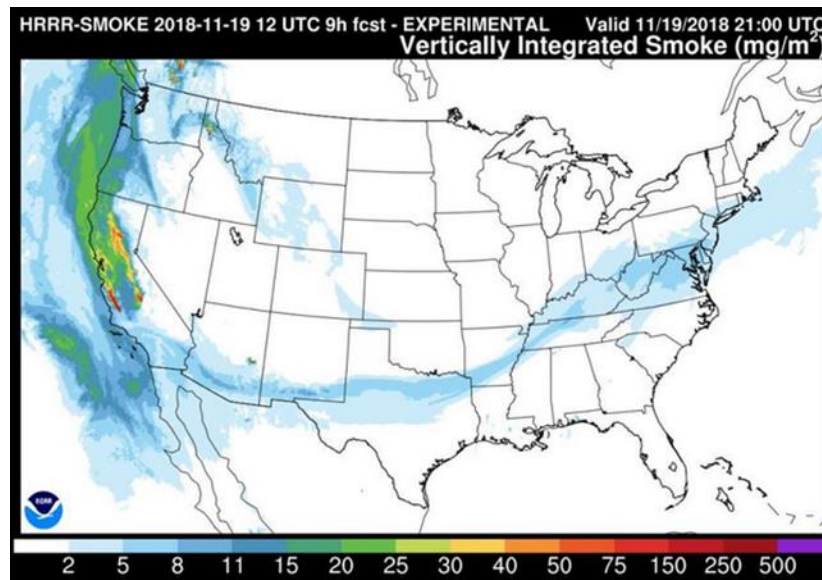 HRRR-SMOKE 2018-11-19 12 UTC 9h fcst - EXPERIMENTAL Valid 11/19/2018 21:00 UTC
Vertically Integrated Smoke (mg/m²)
2 5 8 11 15 20 25 30 40 50 75 150 250 500